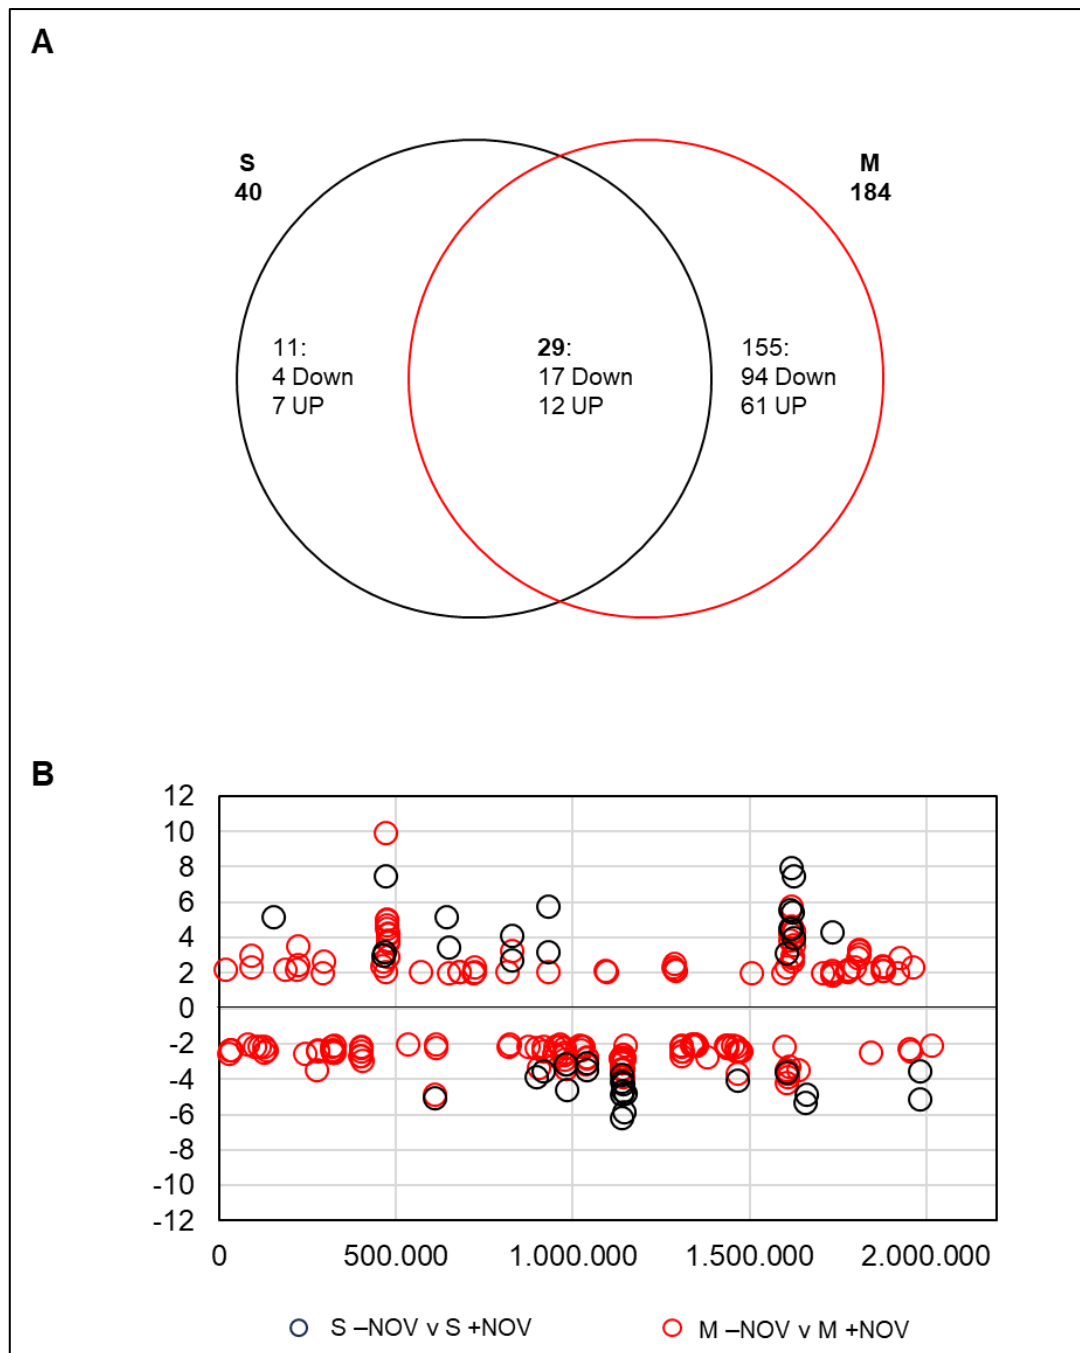 A
S
40
M
184
11:
4 Down
7 UP
29:
17 Down
12 UP
155:
94 Down
61 UP
B
12
10
8
6
4
2
0
-2
-4
-6
-8
-10
-12
0 500.000 1.000.000 1.500.000 2.000.000
S –NOV v S +NOV
M –NOV v M +NOV